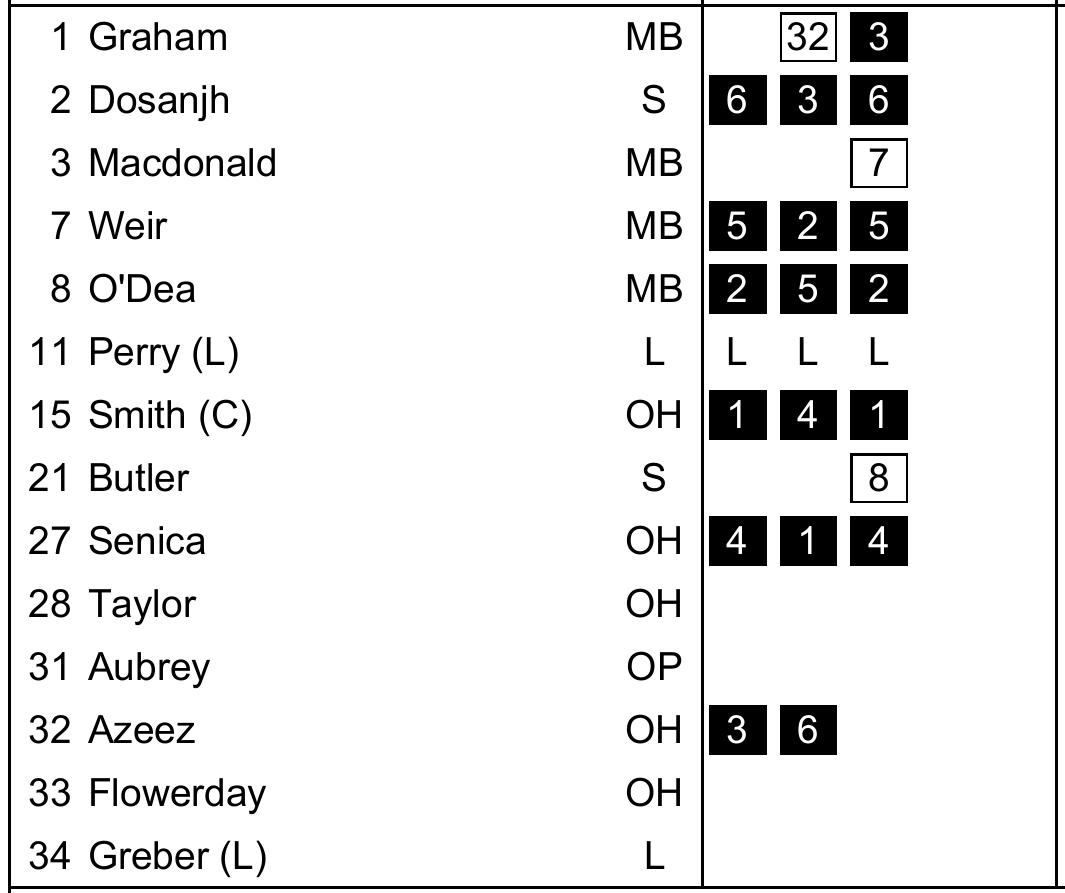 1 Graham MB 32 3
2 Dosanjh S 6 3 6
3 Macdonald MB 7
7 Weir MB 5 2 5
8 O'Dea MB 2 5 2
11 Perry (L) L L L L
15 Smith (C) OH 1 4 1
21 Butler S 8
27 Senica OH 4 1 4
28 Taylor OH
31 Aubrey OP
32 Azeez OH 3 6
33 Flowerday OH
34 Greber (L) L